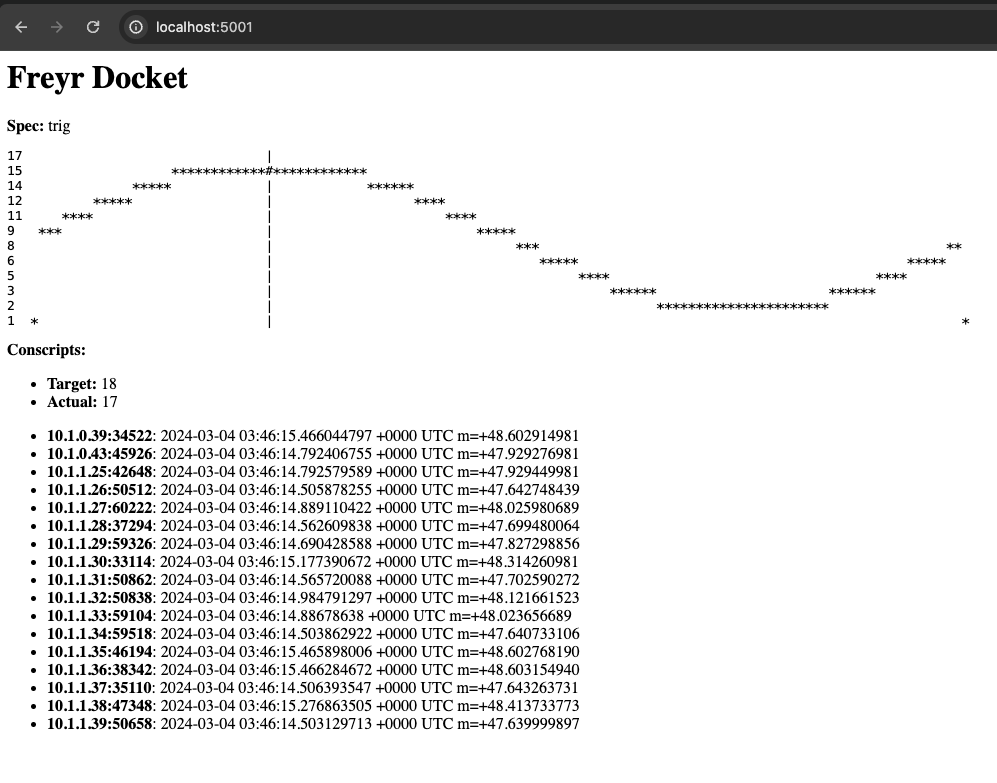 localhost:5001
Freyr Docket
Spec: trig
17                                |
15                     ************#************
14                *****            |            ******
12           *****                 |                  ****
11       ****                      |                      ****
9     ***                          |                          *****
8                                  |                               ***                                                    **
6                                  |                                  *****                                          *****
5                                  |                                       ****                                  ****
3                                  |                                           ******                      ******
2                                  |                                                 **********************
1    *                             |                                                                                        *
Conscripts:
• Target: 18
• Actual: 17
• 10.1.0.39:34522: 2024-03-04 03:46:15.466044797 +0000 UTC m=+48.602914981
• 10.1.0.43:45926: 2024-03-04 03:46:14.792406755 +0000 UTC m=+47.929276981
• 10.1.1.25:42648: 2024-03-04 03:46:14.792579589 +0000 UTC m=+47.929449981
• 10.1.1.26:50512: 2024-03-04 03:46:14.505878255 +0000 UTC m=+47.642748439
• 10.1.1.27:60222: 2024-03-04 03:46:14.889110422 +0000 UTC m=+48.025980689
• 10.1.1.28:37294: 2024-03-04 03:46:14.562609838 +0000 UTC m=+47.699480064
• 10.1.1.29:59326: 2024-03-04 03:46:14.690428588 +0000 UTC m=+47.827298856
• 10.1.1.30:33114: 2024-03-04 03:46:15.177390672 +0000 UTC m=+48.314260981
• 10.1.1.31:50862: 2024-03-04 03:46:14.565720088 +0000 UTC m=+47.702590272
• 10.1.1.32:50838: 2024-03-04 03:46:14.984791297 +0000 UTC m=+48.121661523
• 10.1.1.33:59104: 2024-03-04 03:46:14.88678638 +0000 UTC m=+48.023656689
• 10.1.1.34:59518: 2024-03-04 03:46:14.503862922 +0000 UTC m=+47.640733106
• 10.1.1.35:46194: 2024-03-04 03:46:15.465898006 +0000 UTC m=+48.602768190
• 10.1.1.36:38342: 2024-03-04 03:46:15.466284672 +0000 UTC m=+48.603154940
• 10.1.1.37:35110: 2024-03-04 03:46:14.506393547 +0000 UTC m=+47.643263731
• 10.1.1.38:47348: 2024-03-04 03:46:15.276863505 +0000 UTC m=+48.413733773
• 10.1.1.39:50658: 2024-03-04 03:46:14.503129713 +0000 UTC m=+47.639999897